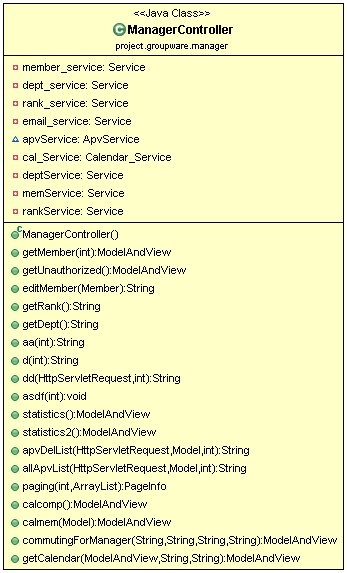 <<Java Class>>
ManagerController
project.groupware.manager
member_service: Service
dept_service: Service
rank_service: Service
email_service: Service
apvService: ApvService
cal_Service: Calendar_Service
deptService: Service
memService: Service
rankService: Service
ManagerController()
getMember(int):ModelAndView
getUnauthorized():ModelAndView
editMember(Member):String
getRank():String
getDept():String
aa(int):String
d(int):String
dd(HttpServletRequest,int):String
asdf(int):void
statistics():ModelAndView
statistics2():ModelAndView
apvDelList(HttpServletRequest,Model,int):String
allApvList(HttpServletRequest,Model,int):String
paging(int,ArrayList):PageInfo
calcomp():ModelAndView
calmem(Model):ModelAndView
commutingForManager(String,String,String,String):ModelAndView
getCalendar(ModelAndView,String,String):ModelAndView